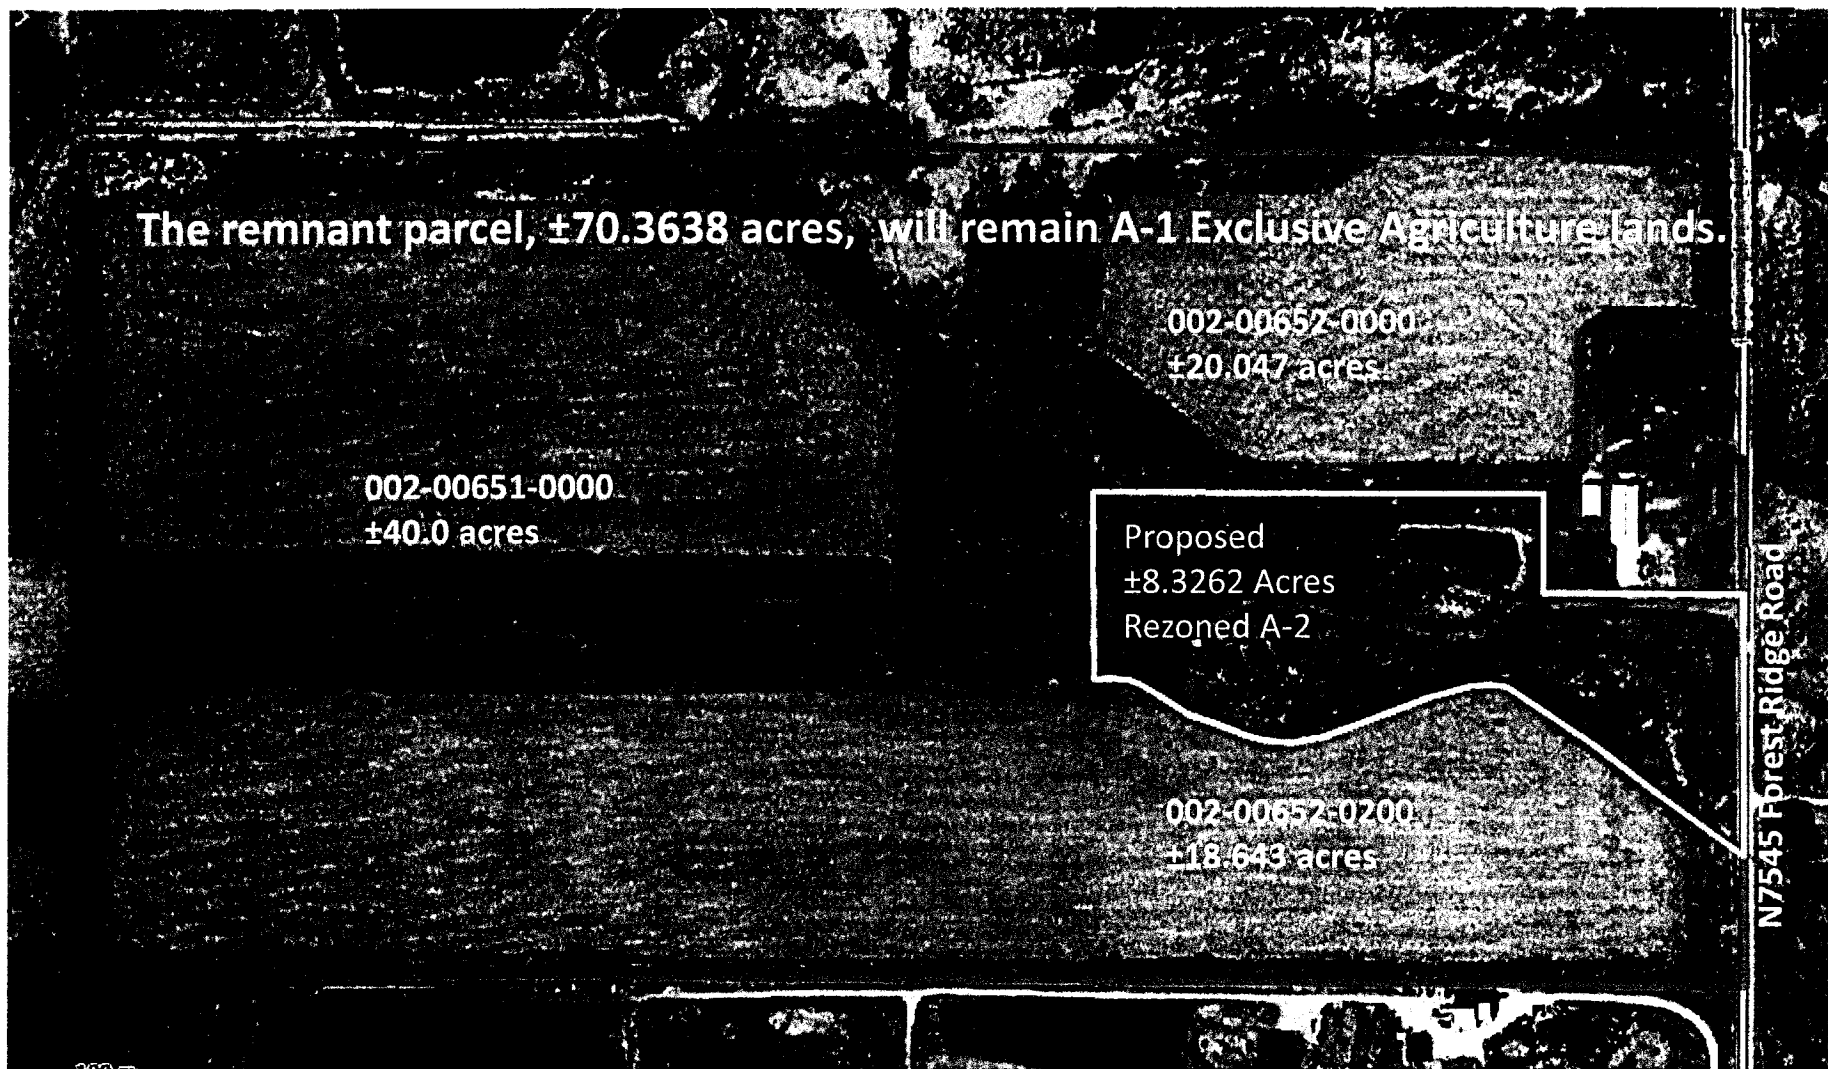 The remnant parcel, ±70.3638 acres, will remain A-1 Exclusive Agriculture lands.
002-00652-0000
±20.047 acres
002-00651-0000
±40.0 acres
Proposed
±8.3262 Acres
Rezoned A-2
N7545 Forest Ridge Road
002-00652-0200
±18.643 acres